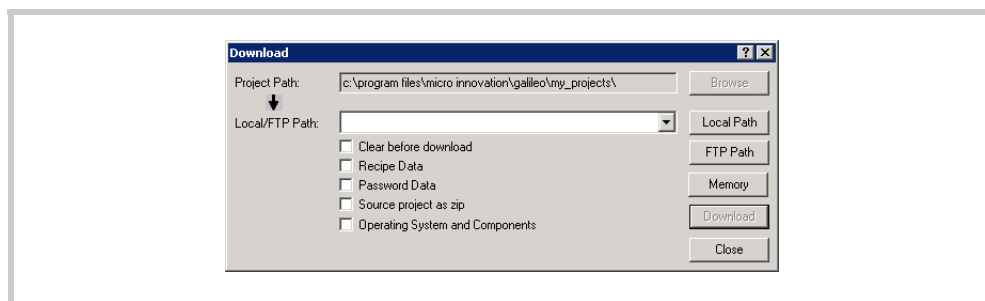 Download
Project Path: c:\program files\micro innovation\galileo\my_projects\ Browse
Local/FTP Path: Local Path
Clear before download
FTP Path
Recipe Data
Password Data
Memory
Source project as zip
Download
Operating System and Components
Close